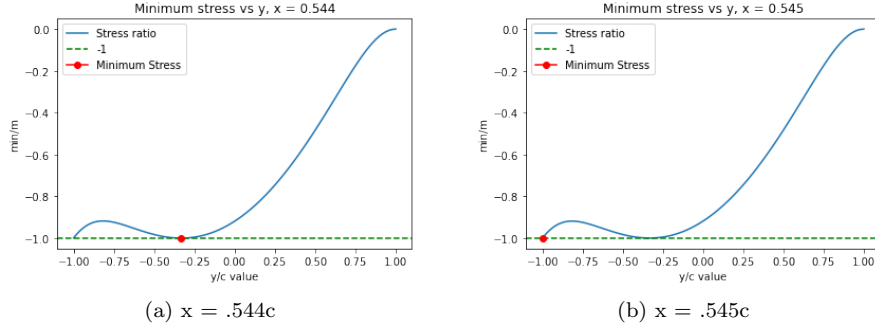 Minimum stress vs y, x = 0.544
Stress ratio
-1
Minimum Stress
0.0
−0.2
−0.4
−0.6
−0.8
−1.0
min/m
−1.00 −0.75 −0.50 −0.25 0.00 0.25 0.50 0.75 1.00
y/c value
(a) x = .544c
Minimum stress vs y, x = 0.545
Stress ratio
-1
Minimum Stress
0.0
−0.2
−0.4
−0.6
−0.8
−1.0
min/m
−1.00 −0.75 −0.50 −0.25 0.00 0.25 0.50 0.75 1.00
y/c value
(b) x = .545c